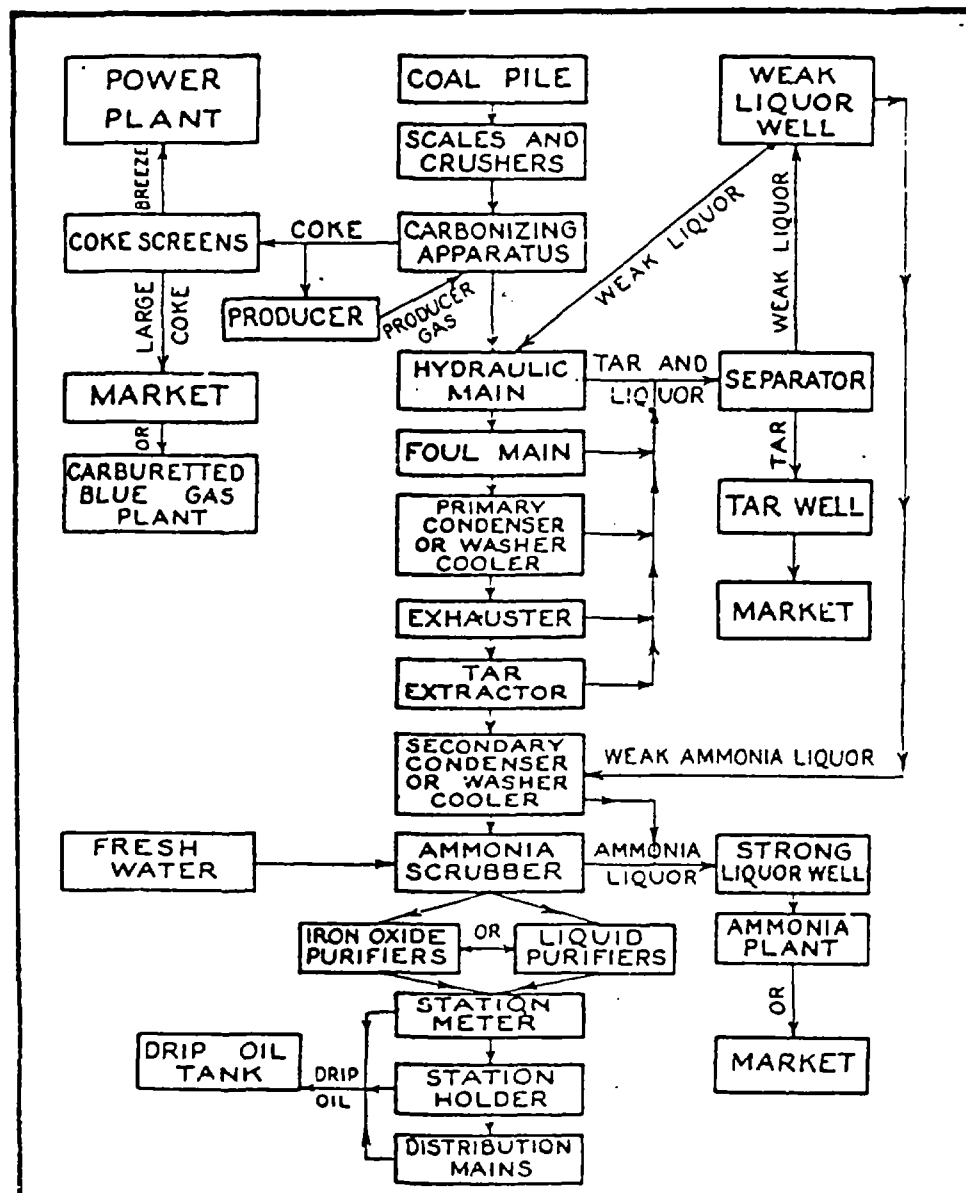 POWER
PLANT
COAL PILE
WEAK
LIQUOR
WELL
SCALES AND
CRUSHERS
BREEZE
COKE SCREENS
COKE
CARBONIZING
APPARATUS
WEAK LIQUOR
WEAK LIQUOR
LARGE
COKE
PRODUCER
PRODUCER
GAS
HYDRAULIC
MAIN
TAR AND
LIQUOR
SEPARATOR
MARKET
OR
FOUL MAIN
TAR
CARBURETTED
BLUE GAS
PLANT
TAR WELL
PRIMARY
CONDENSER
OR WASHER
COOLER
MARKET
EXHAUSTER
TAR
EXTRACTOR
SECONDARY
CONDENSER
OR WASHER
COOLER
WEAK AMMONIA LIQUOR
FRESH
WATER
AMMONIA
SCRUBBER
AMMONIA
LIQUOR
STRONG
LIQUOR WELL
IRON OXIDE
PURIFIERS
OR
LIQUID
PURIFIERS
AMMONIA
PLANT
OR
STATION
METER
MARKET
DRIP OIL
TANK
DRIP
OIL
STATION
HOLDER
DISTRIBUTION
MAINS